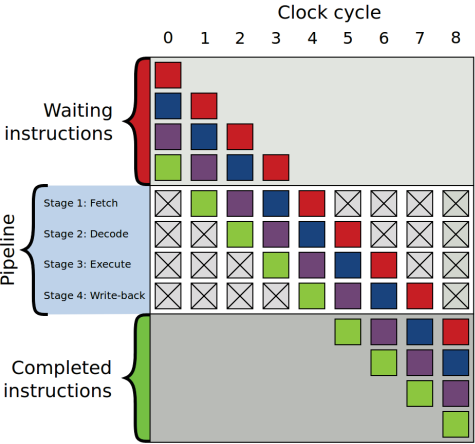 Clock cycle
0 1 2 3 4 5 6 7 8
Waiting
instructions
Pipeline
Stage 1: Fetch
Stage 2: Decode
Stage 3: Execute
Stage 4: Write-back
Completed
instructions